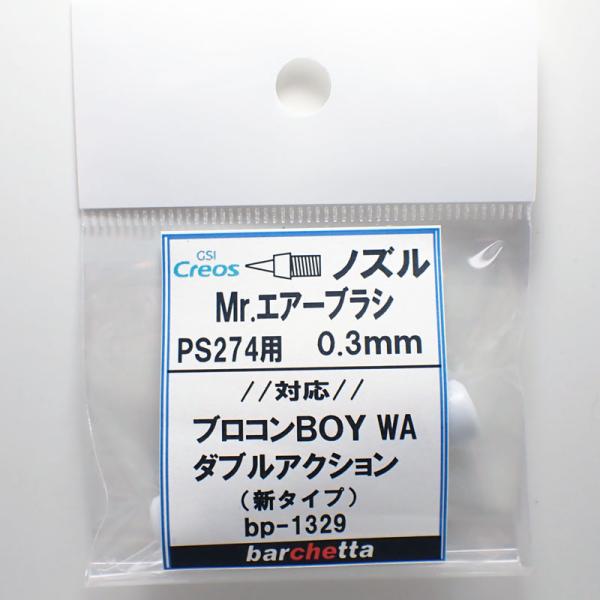 GSI
Creos ノズル
Mr.エアーブラシ
PS274用 0.3mm
//対応//
ブロコンBOY WA
ダブルアクション
(新タイプ)
bp-1329
barchetta